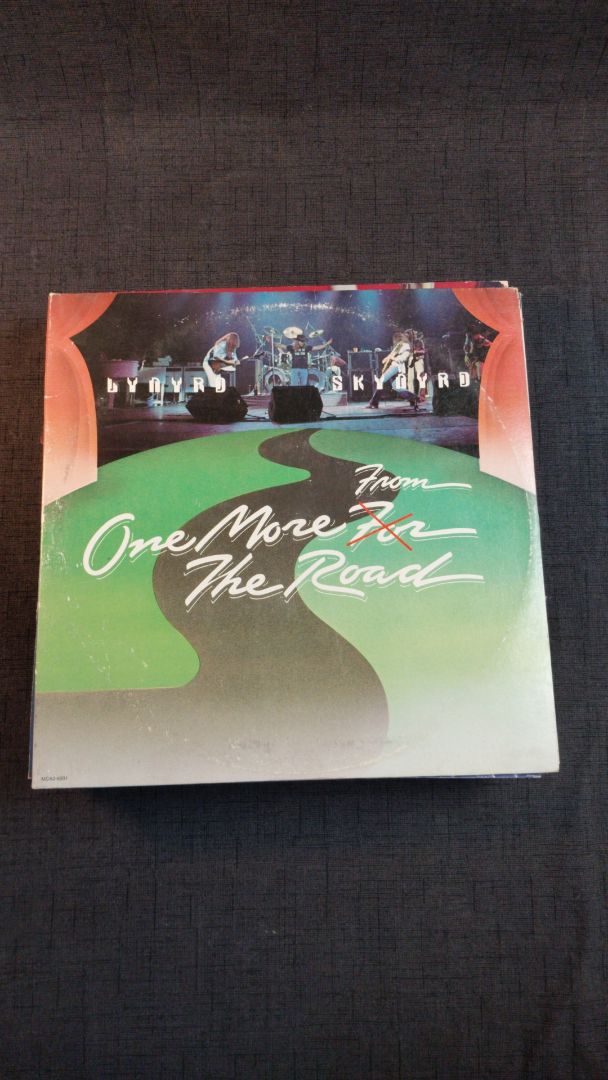 LYNYRD SKYNYRD
From
One More For
The Road